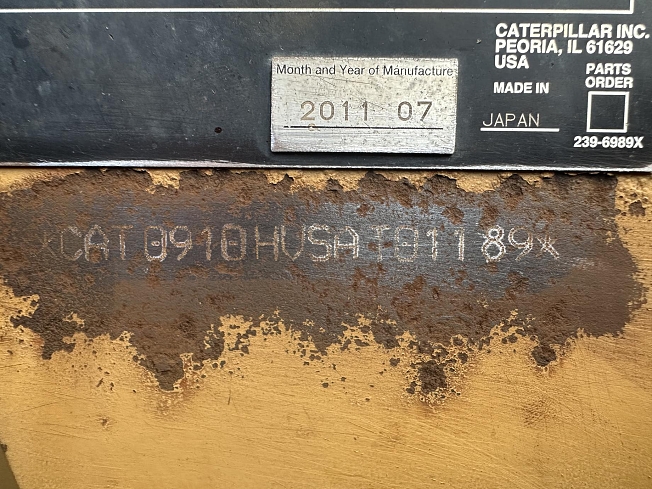 CATERPILLAR INC.
PEORIA, IL 61629
USA
PARTS
ORDER
Month and Year of Manufacture
2011 07
MADE IN
JAPAN
239-6989X
*CAT0910HVSAT01189*